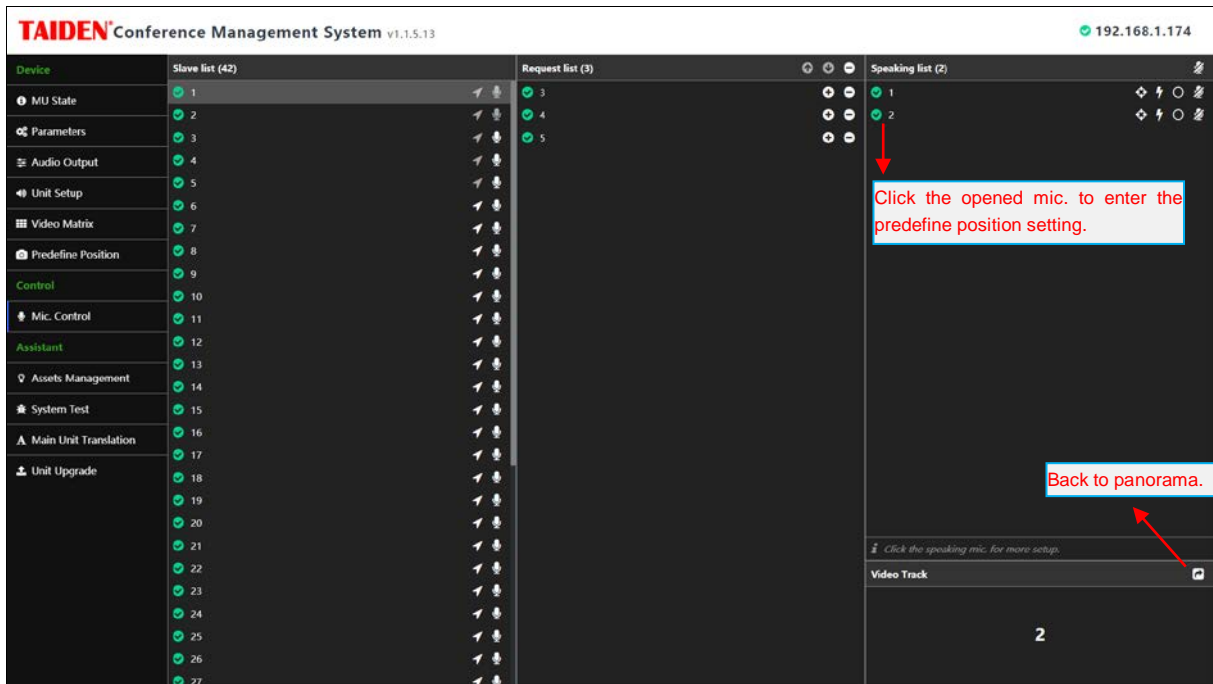 TAIDEN® Conference Management System v1.1.5.13
192.168.1.174
Device
MU State
Parameters
Audio Output
Unit Setup
Video Matrix
Predefine Position
Control
Mic. Control
Assistant
Assets Management
System Test
Main Unit Translation
Unit Upgrade
Slave list (42)
1
2
3
4
5
6
7
8
9
10
11
12
13
14
15
16
17
18
19
20
21
22
23
24
25
26
27
Request list (3)
3
4
5
Speaking list (2)
1
2
Click the opened mic. to enter the
predefine position setting.
Back to panorama.
Click the speaking mic. for more setup.
Video Track
2